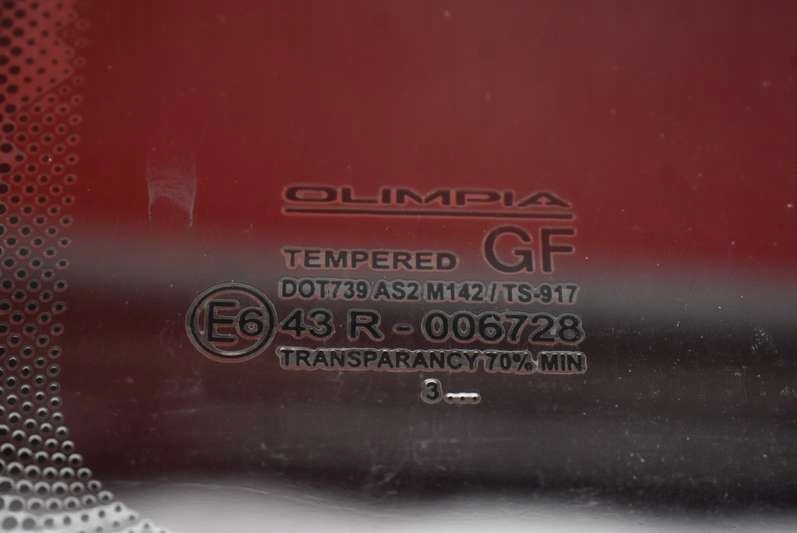 OLIMPIA
TEMPERED GF
DOT739 AS2 M142 / TS-917
E6 43 R - 006728
TRANSPARANCY 70% MIN
3...